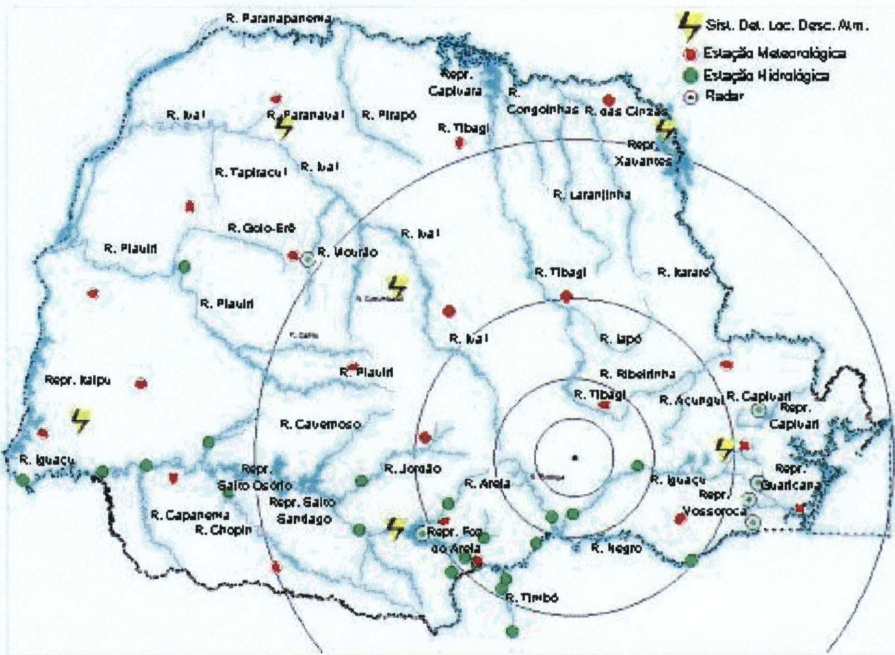 R. Paranapanema
Sist. Det. Loc. Desc. Atm.
Estação Meteorológica
Estação Hidrológica
Radar
Repr.
Capivara
R.
Congoinhas
R. das Cinzas
R. Ivaí
R. Paranavaí
R. Pirapó
R. Tibagi
Repr.
Xavantes
R. Tapiracuí
R. Ivaí
R. Laranjinha
R. Goio-Erê
R. Mourão
R. Ivaí
R. Piquiri
R. Tibagi
R. Itararé
R. Piquiri
R. Ivaí
R. Iapó
Repr. Itaipu
R. Piquiri
R. Ribeirinha
R. Tibagi
R. Açungui
R. Capivari
Repr.
Capivari
R. Cavernoso
R. Iguaçu
Repr.
Salto Osório
R. Jordão
R. Areia
R. Iguaçu
Repr.
Guaricana
Repr. Salto
Santiago
Repr.
Vossoroca
R. Capanema
R. Chopin
Repr. Foz
do Areia
R. Negro
R. Timbó